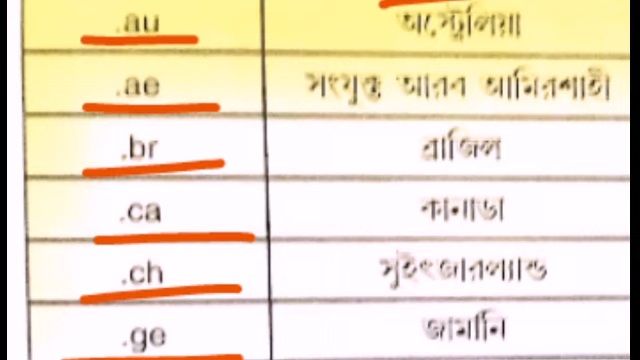 .au অস্ট্রেলিয়া
.ae সংযুক্ত আরব আমিরশাহী
.br ব্রাজিল
.ca কানাডা
.ch সুইৎজারল্যান্ড
.ge জার্মানি